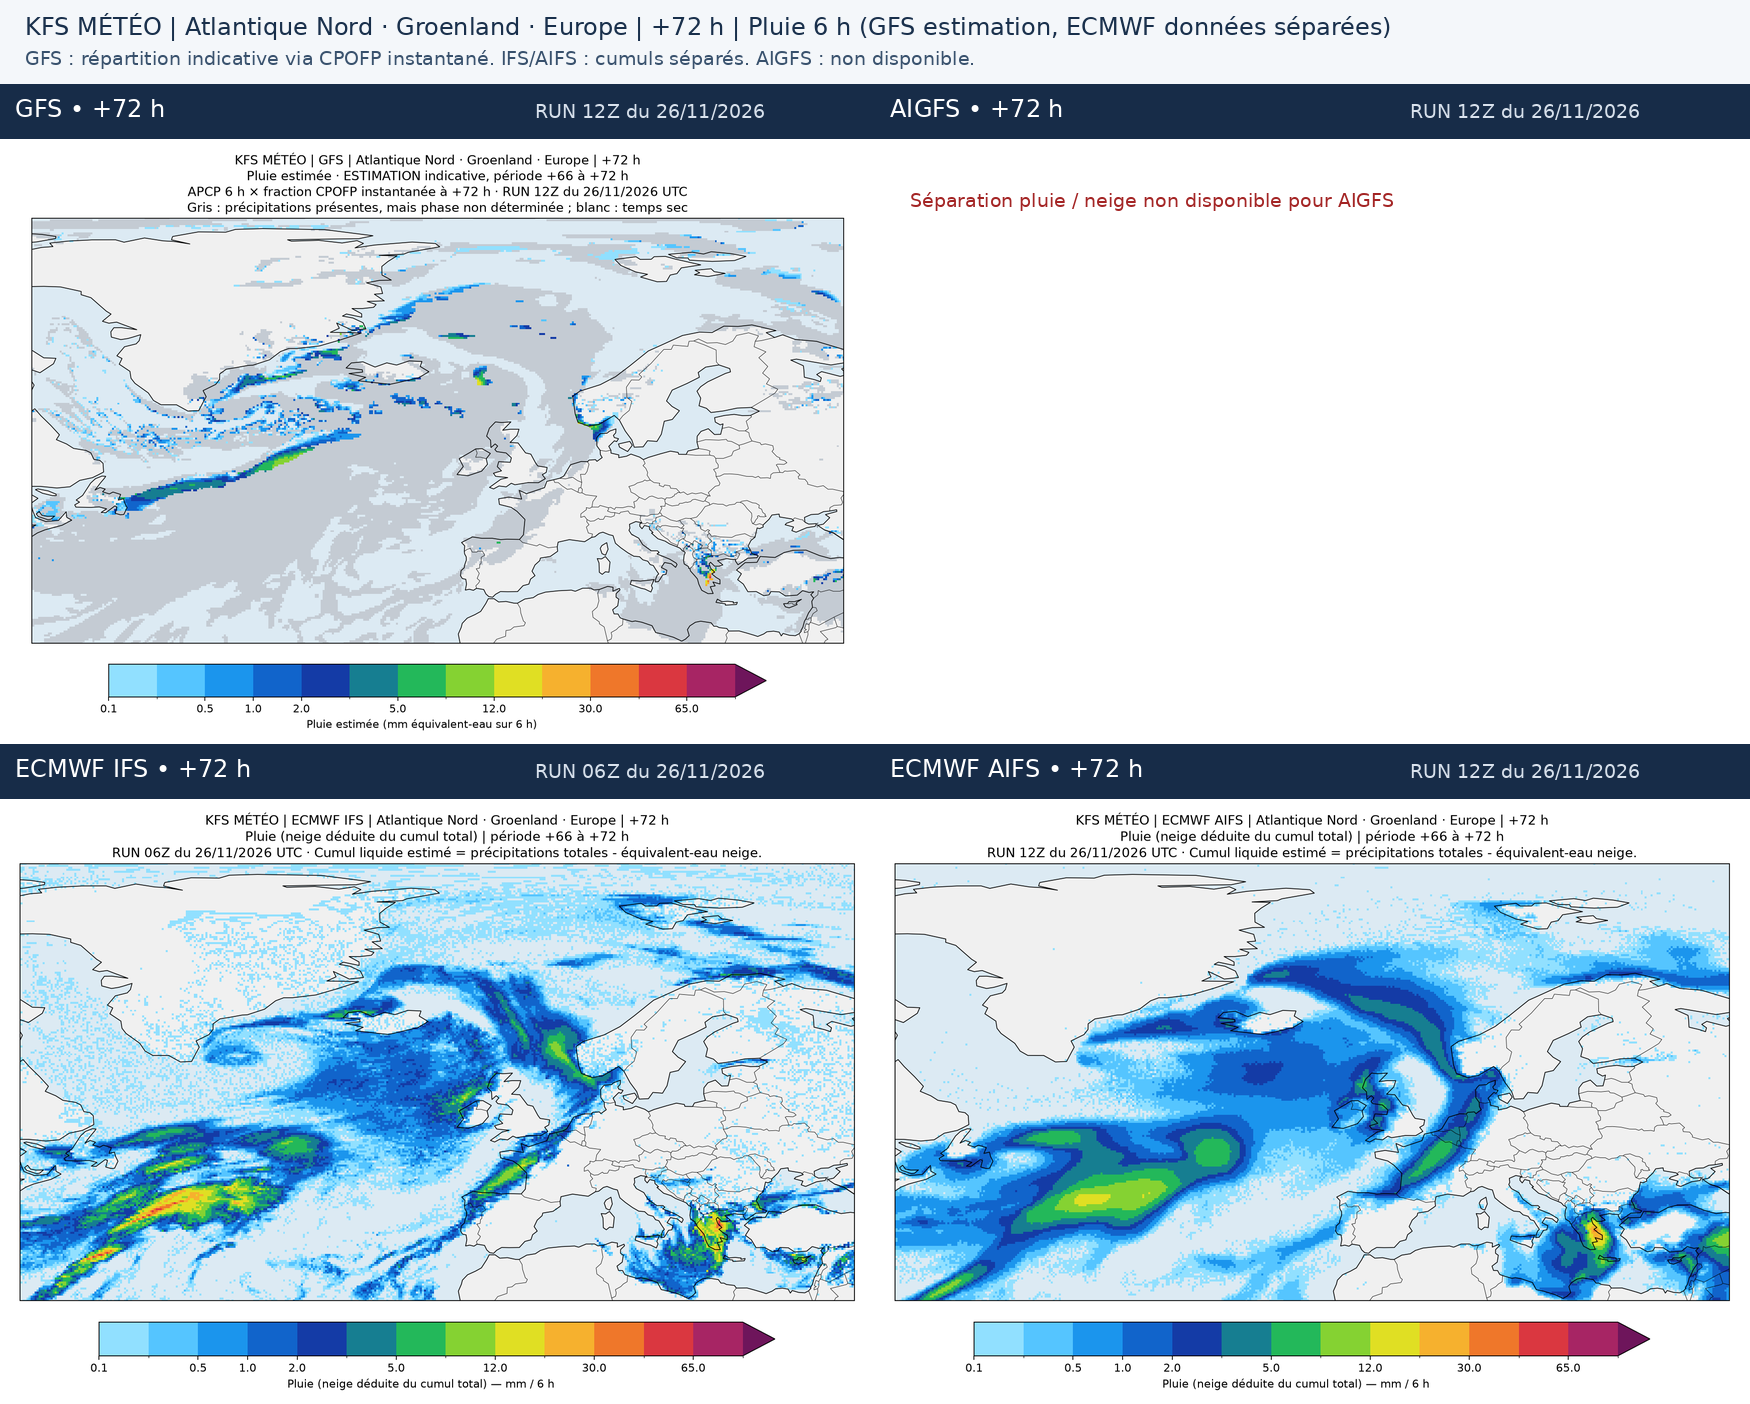 KFS MÉTÉO | Atlantique Nord · Groenland · Europe | +72 h | Pluie 6 h (GFS estimation, ECMWF données séparées)
GFS : répartition indicative via CPOFP instantané. IFS/AIFS : cumuls séparés. AIGFS : non disponible.
GFS • +72 h
RUN 12Z du 26/11/2026
AIGFS • +72 h
RUN 12Z du 26/11/2026
KFS MÉTÉO | GFS | Atlantique Nord · Groenland · Europe | +72 h
Pluie estimée · ESTIMATION indicative, période +66 à +72 h
APCP 6 h × fraction CPOFP instantanée à +72 h · RUN 12Z du 26/11/2026 UTC
Gris : précipitations présentes, mais phase non déterminée ; blanc : temps sec
Séparation pluie / neige non disponible pour AIGFS
0.1 0.5 1.0 2.0 5.0 12.0 30.0 65.0
Pluie estimée (mm équivalent-eau sur 6 h)
ECMWF IFS • +72 h
RUN 06Z du 26/11/2026
ECMWF AIFS • +72 h
RUN 12Z du 26/11/2026
KFS MÉTÉO | ECMWF IFS | Atlantique Nord · Groenland · Europe | +72 h
Pluie (neige déduite du cumul total) | période +66 à +72 h
RUN 06Z du 26/11/2026 UTC · Cumul liquide estimé = précipitations totales - équivalent-eau neige.
KFS MÉTÉO | ECMWF AIFS | Atlantique Nord · Groenland · Europe | +72 h
Pluie (neige déduite du cumul total) | période +66 à +72 h
RUN 12Z du 26/11/2026 UTC · Cumul liquide estimé = précipitations totales - équivalent-eau neige.
0.1 0.5 1.0 2.0 5.0 12.0 30.0 65.0
Pluie (neige déduite du cumul total) — mm / 6 h
0.1 0.5 1.0 2.0 5.0 12.0 30.0 65.0
Pluie (neige déduite du cumul total) — mm / 6 h